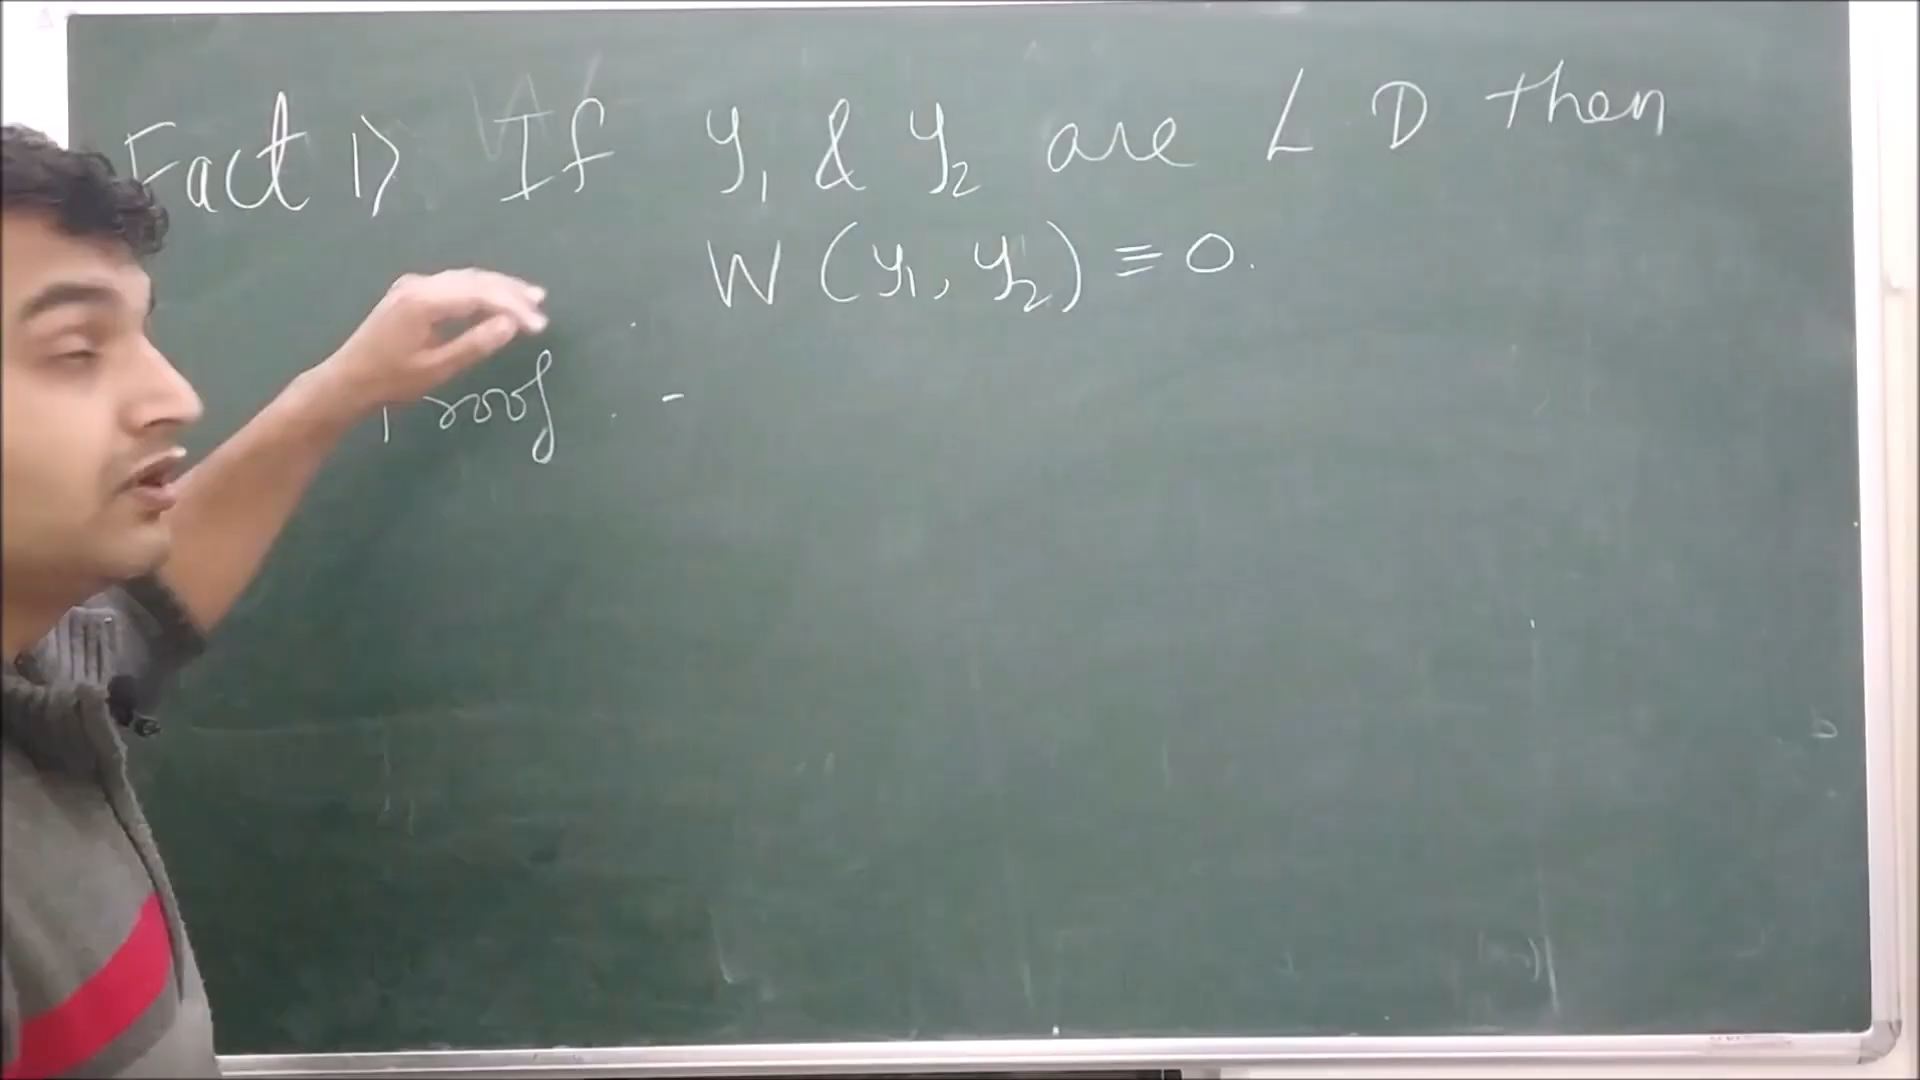 Fact 1> If y₁ & y₂ are L D then
W (y₁, y₂) ≡ 0.
Proof : -